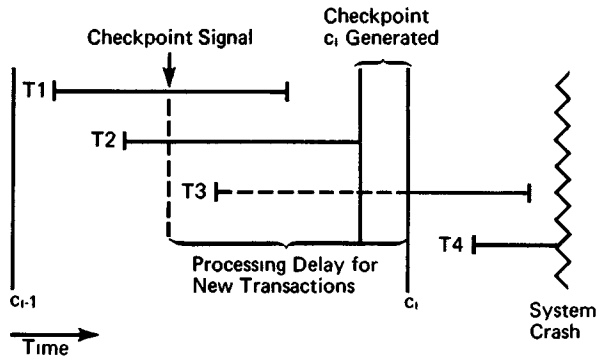 Checkpoint
cᵢ Generated
Checkpoint Signal
T1
T2
T3
T4
Processing Delay for
New Transactions
cᵢ-1
cᵢ
System
Crash
Time